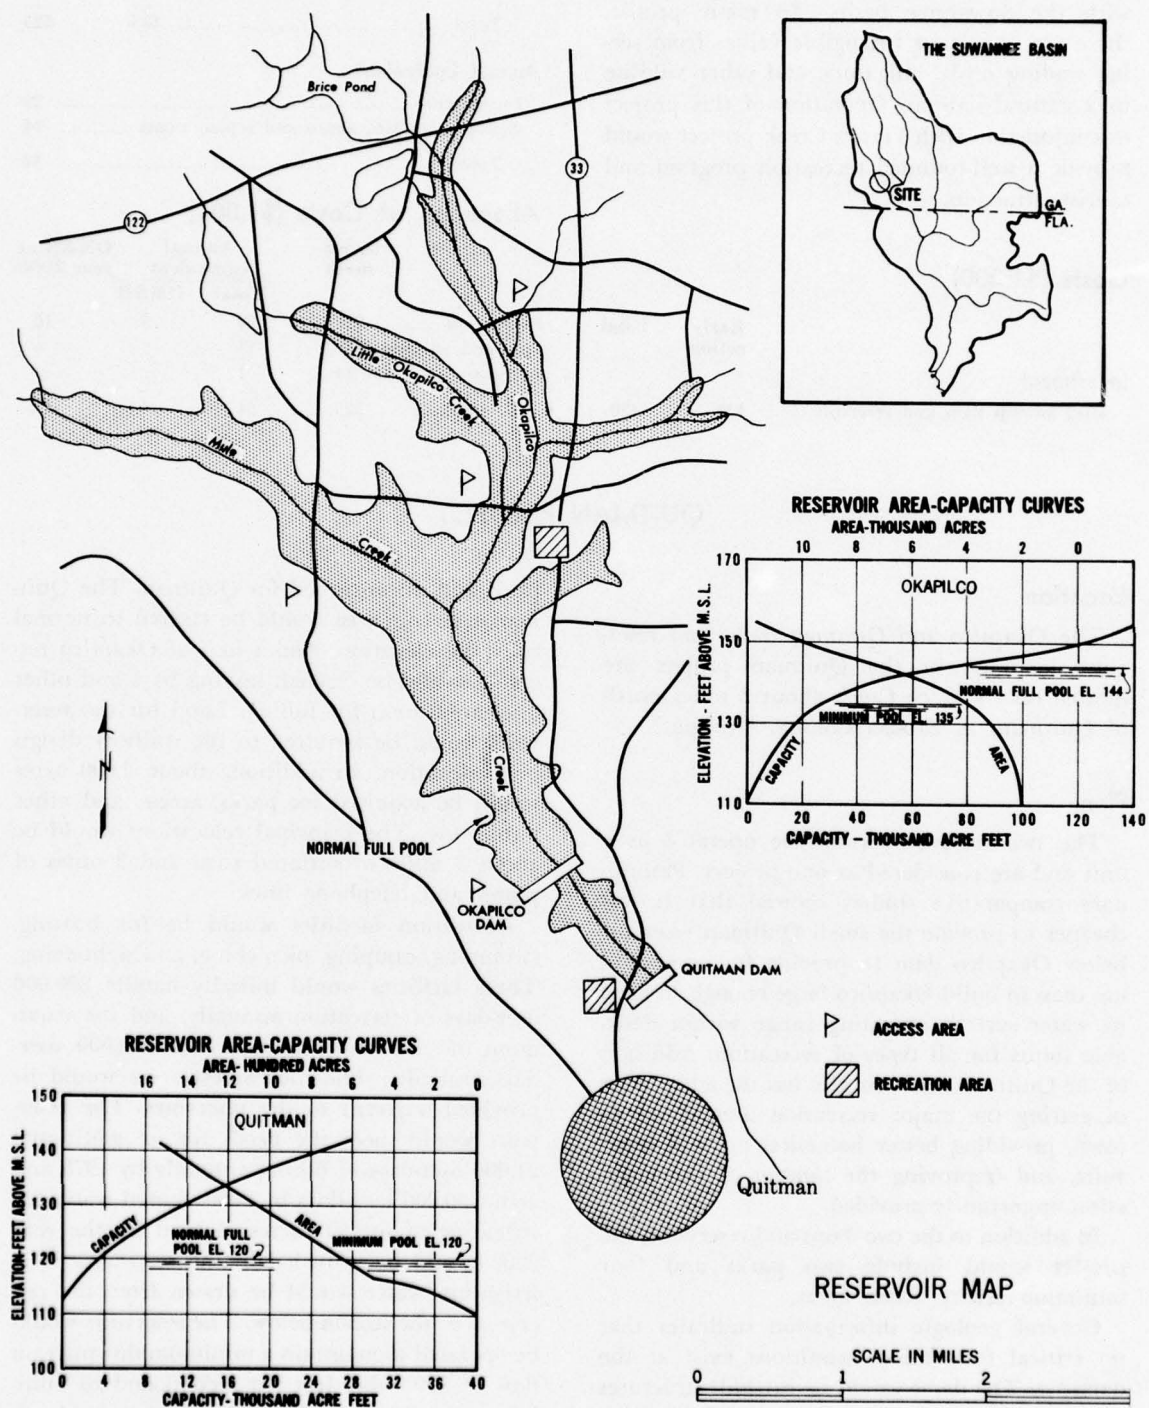 THE SUWANNEE BASIN
SITE
GA.
FLA.
Brice Pond
33
122
Little Okapilco Creek
Okapilco
Mule
Creek
Creek
NORMAL FULL POOL
OKAPILCO
DAM
QUITMAN DAM
Quitman
RESERVOIR AREA-CAPACITY CURVES
AREA-THOUSAND ACRES
10 8 6 4 2 0
OKAPILCO
170
150
130
110
ELEVATION - FEET ABOVE M.S.L.
NORMAL FULL POOL EL. 144
MINIMUM POOL EL. 135
CAPACITY
AREA
0 20 40 60 80 100 120 140
CAPACITY - THOUSAND ACRE FEET
ACCESS AREA
RECREATION AREA
RESERVOIR AREA-CAPACITY CURVES
AREA-HUNDRED ACRES
16 14 12 10 8 6 4 2 0
QUITMAN
150
140
130
120
110
100
ELEVATION-FEET ABOVE M.S.L.
CAPACITY
NORMAL FULL
POOL EL. 120
AREA
MINIMUM POOL EL. 120
0 4 8 12 16 20 24 28 32 36 40
CAPACITY-THOUSAND ACRE FEET
RESERVOIR MAP
SCALE IN MILES
0 1 2